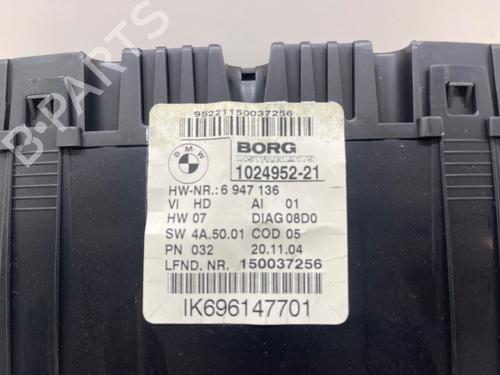 B-PARTS
95221150037256
BMW
BORG
INSTRUMENTS
1024952-21
HW-NR.: 6 947 136
VI HD AI 01
HW 07 DIAG 08D0
SW 4A.50.01 COD 05
PN 032 20.11.04
LFND. NR. 150037256
IK696147701